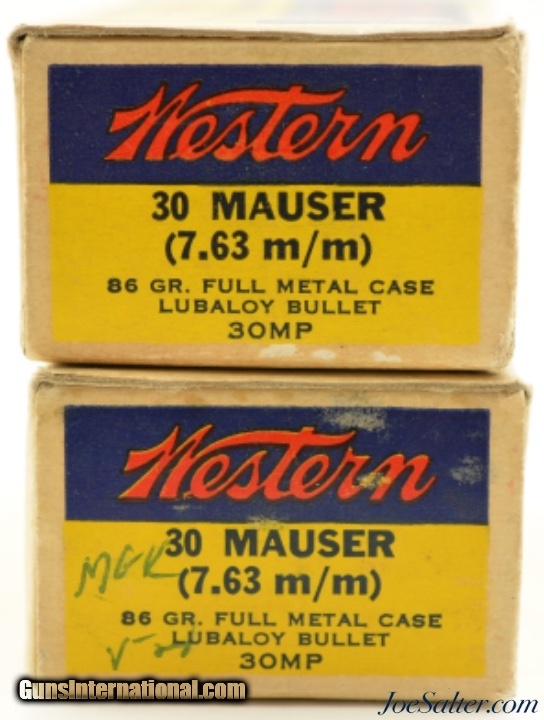 Western
30 MAUSER
(7.63 m/m)
86 GR. FULL METAL CASE
LUBALOY BULLET
30MP
Western
30 MAUSER
(7.63 m/m)
86 GR. FULL METAL CASE
LUBALOY BULLET
30MP
GunsInternational.com
JoeSalter.com